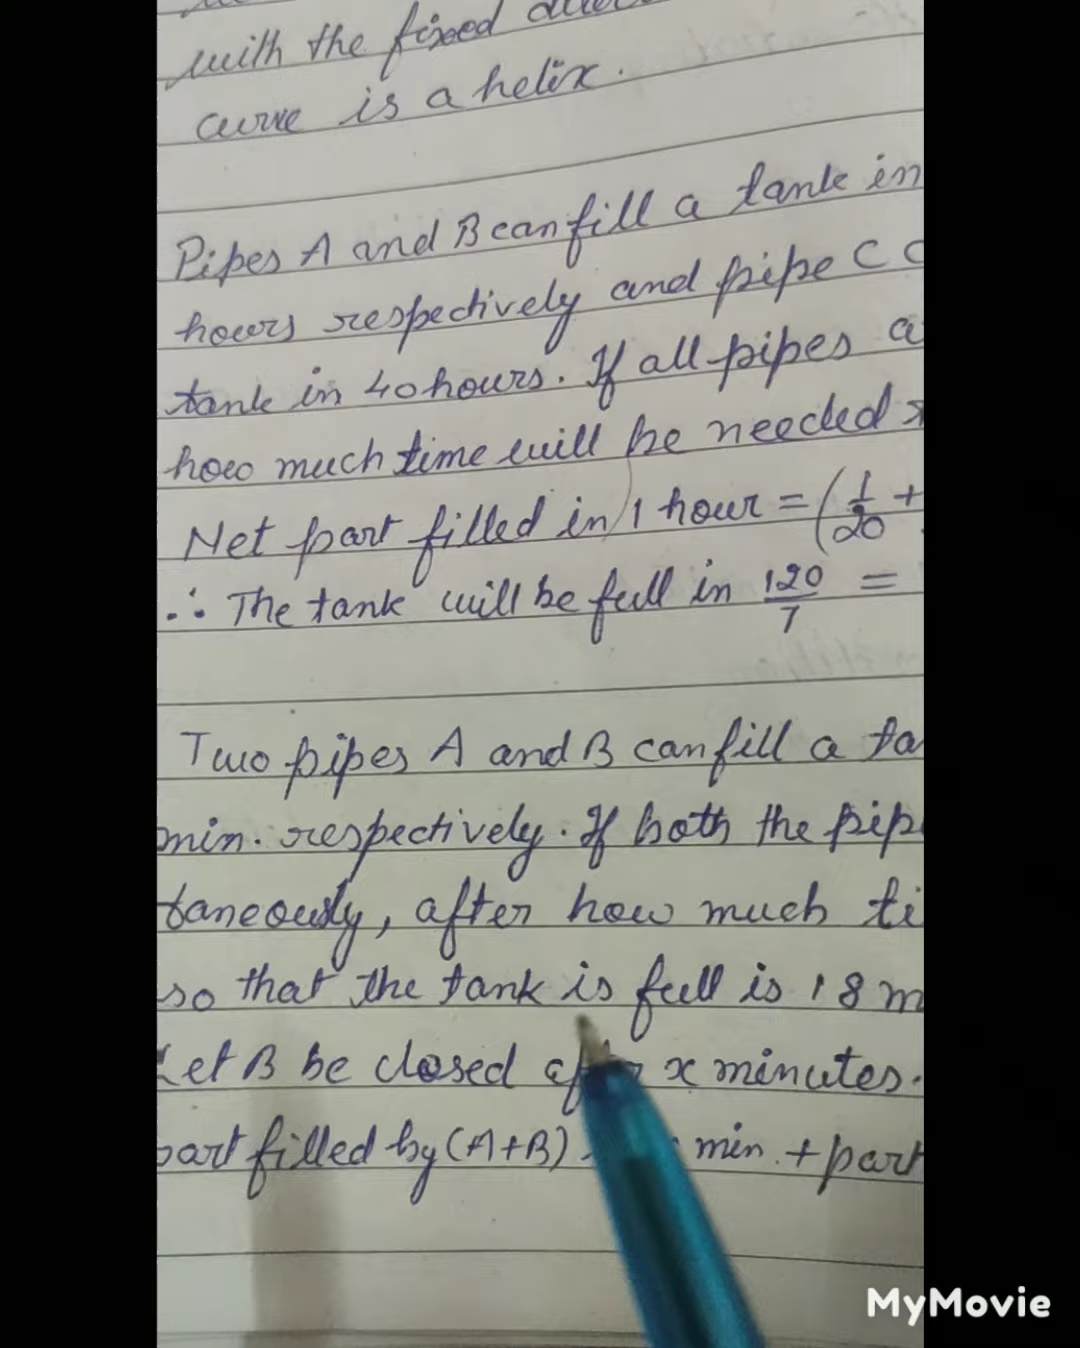 with the fixed
curve is a helix.
Pipes A and B can fill a tank in
hours respectively and pipe C
tank in 40 hours. If all pipes a
how much time will be needed
Net part filled in 1 hour = (1/20 +
∴ The tank will be full in 120/7 =
Two pipes A and B can fill a ta
min. respectively. If both the pip
taneously, after how much ti
so that the tank is full is 18 m
Let B be closed x minutes.
part filled by (A+B) min. + part
MyMovie